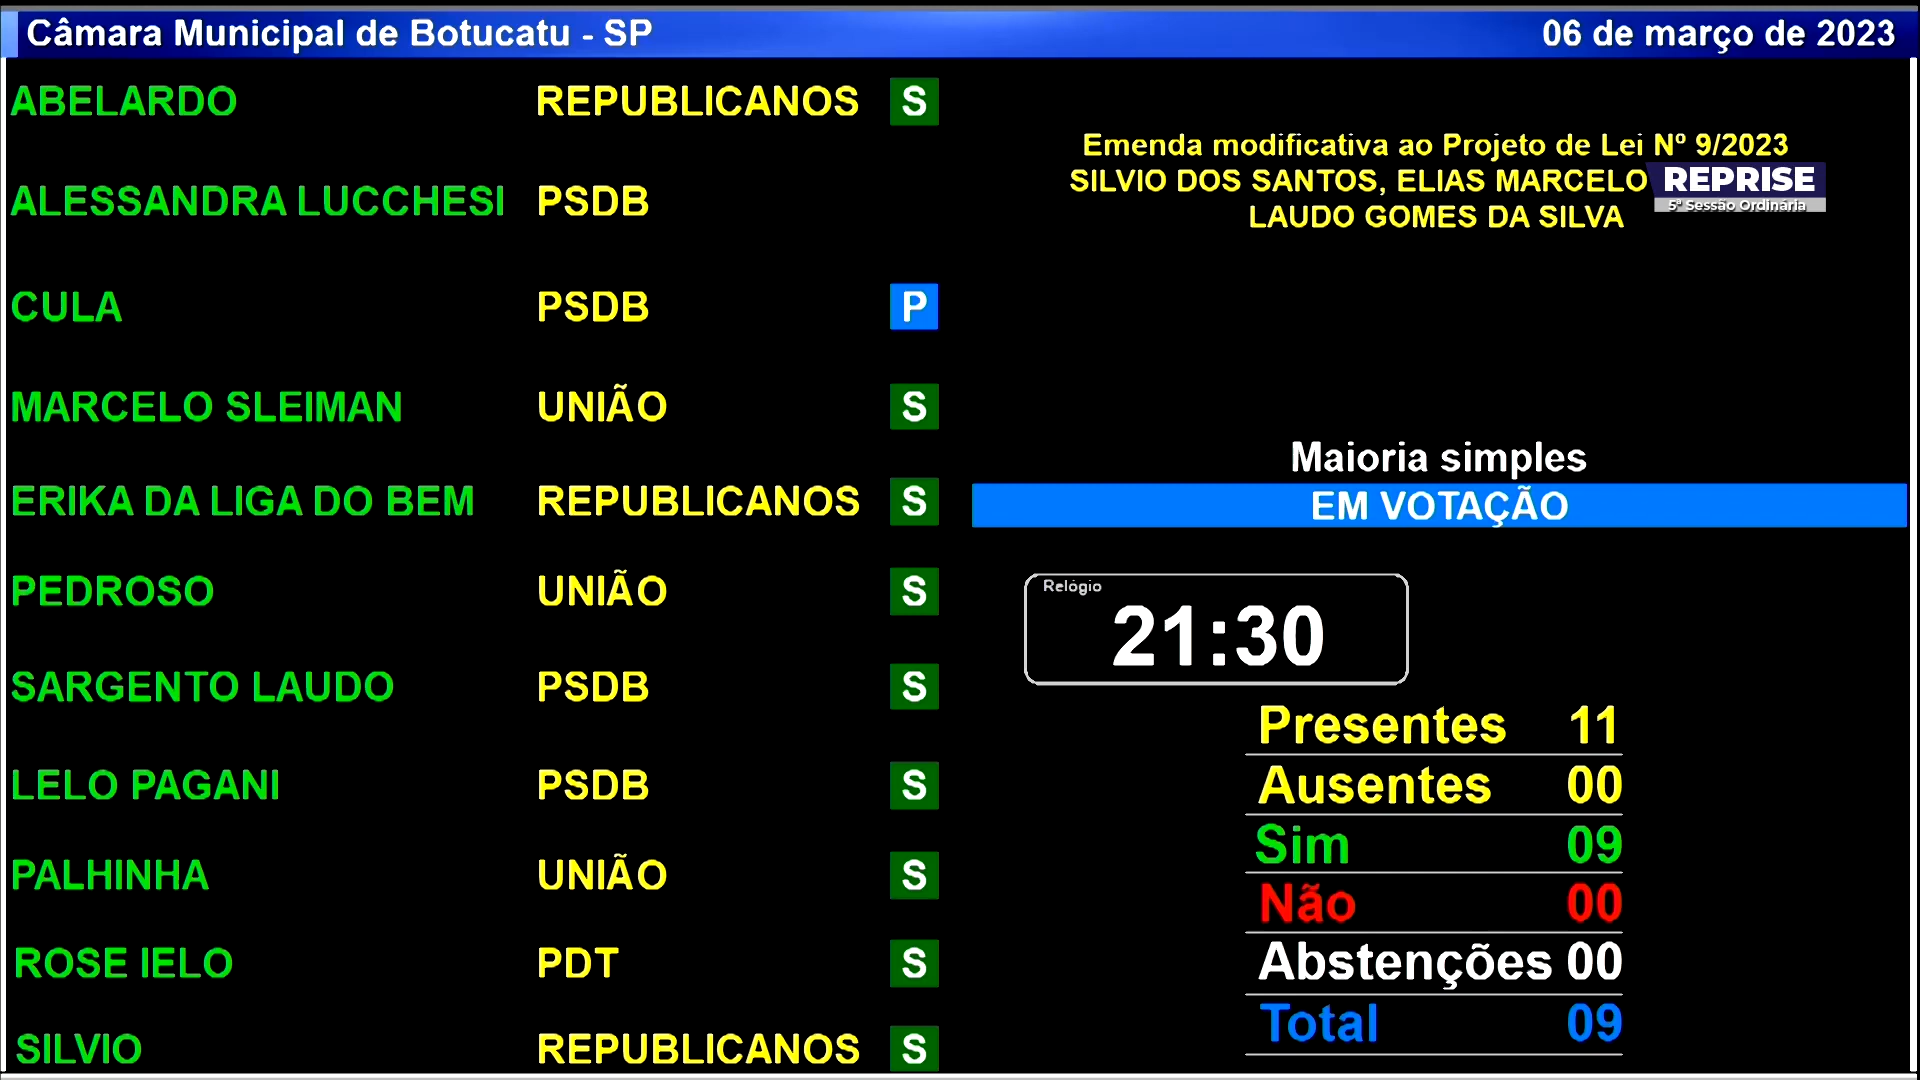 Câmara Municipal de Botucatu - SP 06 de março de 2023
ABELARDO REPUBLICANOS S
ALESSANDRA LUCCHESI PSDB
CULA PSDB P
MARCELO SLEIMAN UNIÃO S
ERIKA DA LIGA DO BEM REPUBLICANOS S
PEDROSO UNIÃO S
SARGENTO LAUDO PSDB S
LELO PAGANI PSDB S
PALHINHA UNIÃO S
ROSE IELO PDT S
SILVIO REPUBLICANOS S
Emenda modificativa ao Projeto de Lei Nº 9/2023
SILVIO DOS SANTOS, ELIAS MARCELO
LAUDO GOMES DA SILVA
REPRISE
5ª Sessão Ordinária
Maioria simples
EM VOTAÇÃO
Relógio
21:30
Presentes 11
Ausentes 00
Sim 09
Não 00
Abstenções 00
Total 09